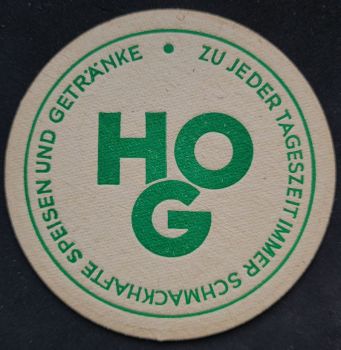 ZU JEDER TAGESZEIT IMMER SCHMACKHAFTE SPEISEN UND GETRÄNKE •
HO
G